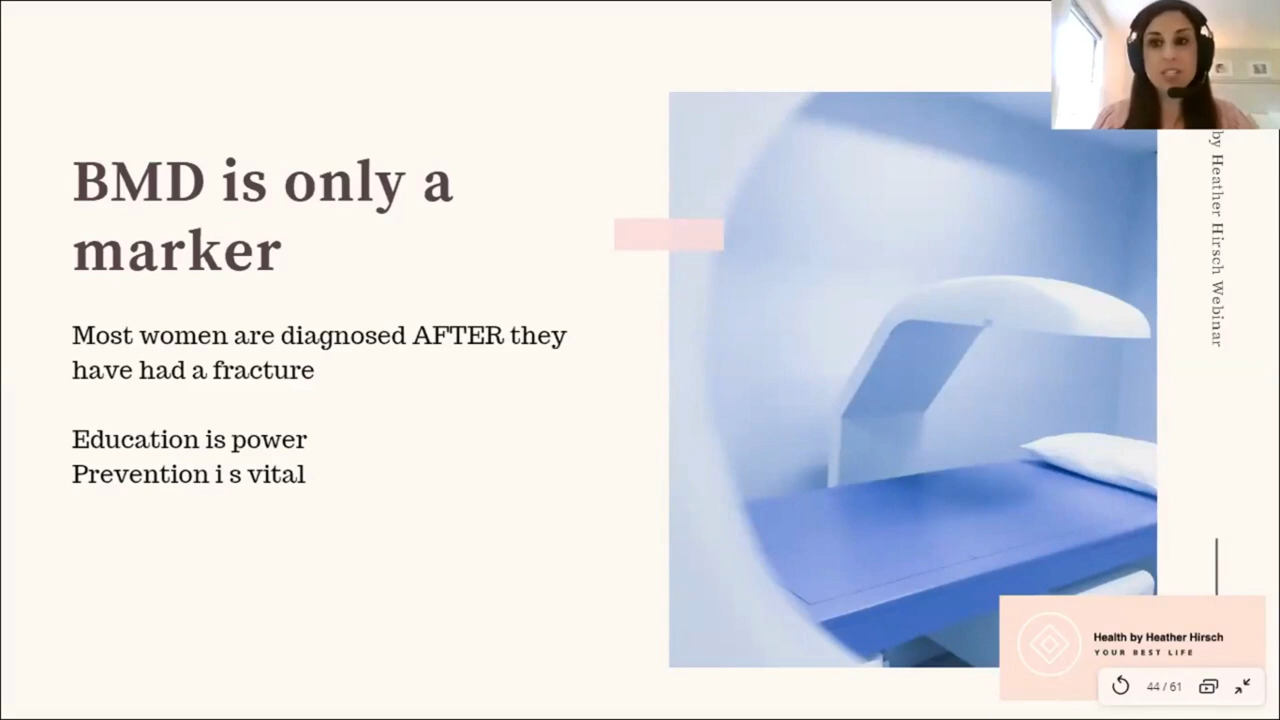 BMD is only a
marker
Most women are diagnosed AFTER they
have had a fracture
Education is power
Prevention i s vital
by Heather Hirsch Webinar
Health by Heather Hirsch
YOUR BEST LIFE
44 / 61